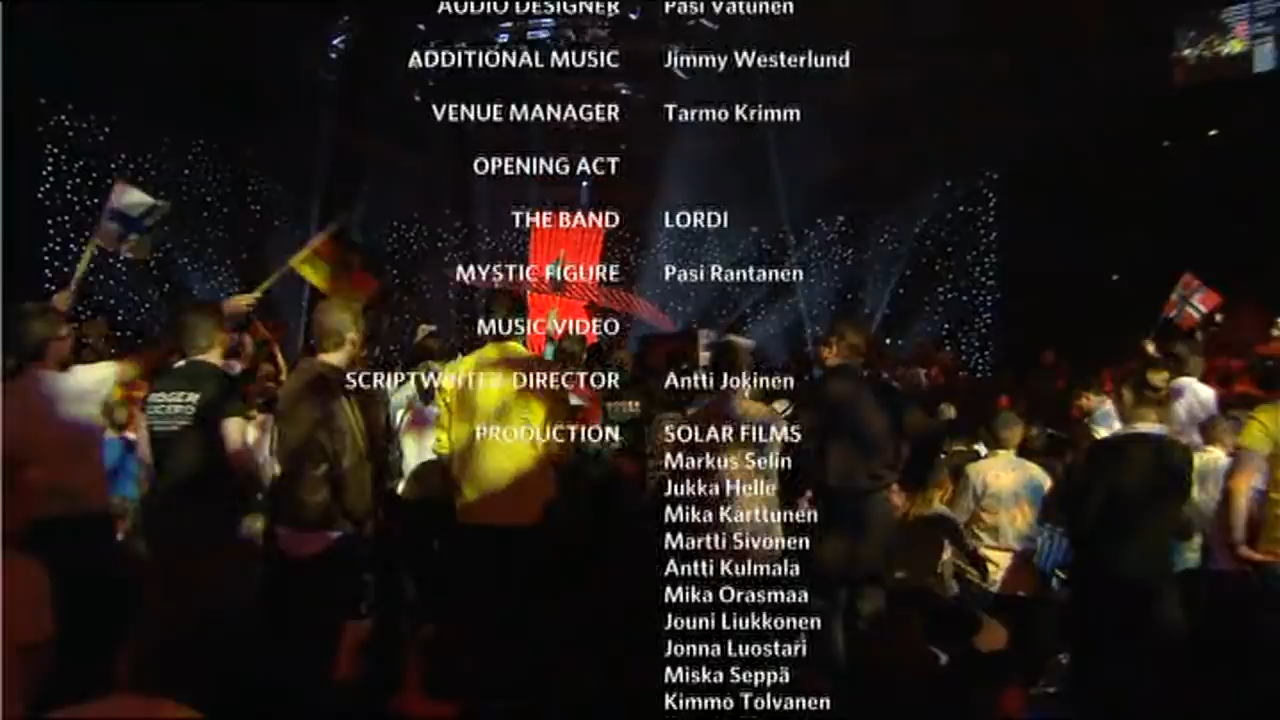 AUDIO DESIGNER Pasi Vatunen
ADDITIONAL MUSIC Jimmy Westerlund
VENUE MANAGER Tarmo Krimm
OPENING ACT
THE BAND LORDI
MYSTIC FIGURE Pasi Rantanen
MUSIC VIDEO
SCRIPTWRITER DIRECTOR Antti Jokinen
PRODUCTION SOLAR FILMS
Markus Selin
Jukka Helle
Mika Karttunen
Martti Sivonen
Antti Kulmala
Mika Orasmaa
Jouni Liukkonen
Jonna Luostari
Miska Seppä
Kimmo Tolvanen